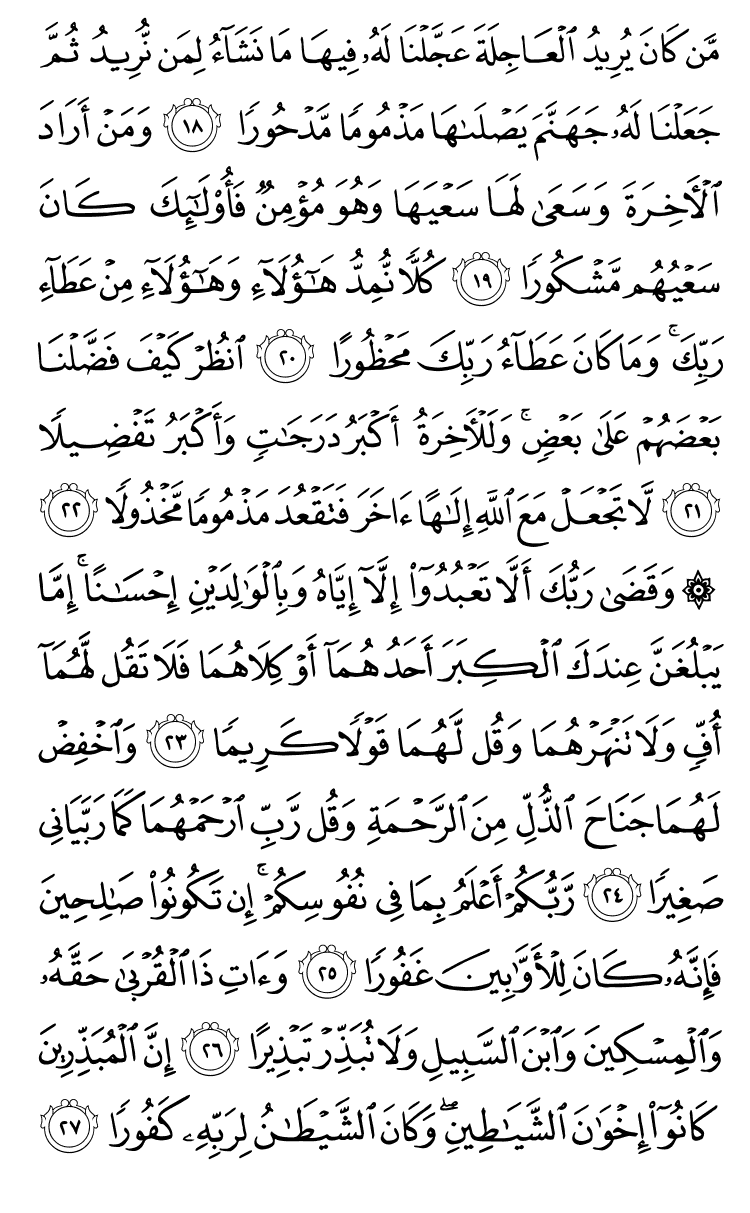 مَّن كَانَ يُرِيدُ ٱلْعَاجِلَةَ عَجَّلْنَا لَهُۥ فِيهَا مَا نَشَآءُ لِمَن نُّرِيدُ ثُمَّ
جَعَلْنَا لَهُۥ جَهَنَّمَ يَصْلَىٰهَا مَذْمُومًا مَّدْحُورًا ١٨ وَمَنْ أَرَادَ
ٱلْأَخِرَةَ وَسَعَىٰ لَهَا سَعْيَهَا وَهُوَ مُؤْمِنٌ فَأُو۟لَٰٓئِكَ كَانَ
سَعْيُهُم مَّشْكُورًا ١٩ كُلًّا نُّمِدُّ هَٰٓؤُلَآءِ وَهَٰٓؤُلَآءِ مِنْ عَطَآءِ
رَبِّكَ ۚ وَمَا كَانَ عَطَآءُ رَبِّكَ مَحْظُورًا ٢٠ ٱنظُرْ كَيْفَ فَضَّلْنَا
بَعْضَهُمْ عَلَىٰ بَعْضٍ ۚ وَلَلْأَخِرَةُ أَكْبَرُ دَرَجَٰتٍ وَأَكْبَرُ تَفْضِيلًا
٢١ لَّا تَجْعَلْ مَعَ ٱللَّهِ إِلَٰهًا ءَاخَرَ فَتَقْعُدَ مَذْمُومًا مَّخْذُولًا ٢٢
۞ وَقَضَىٰ رَبُّكَ أَلَّا تَعْبُدُوٓا۟ إِلَّآ إِيَّاهُ وَبِٱلْوَٰلِدَيْنِ إِحْسَٰنًا ۚ إِمَّا
يَبْلُغَنَّ عِندَكَ ٱلْكِبَرَ أَحَدُهُمَآ أَوْ كِلَاهُمَا فَلَا تَقُل لَّهُمَآ
أُفٍّ وَلَا تَنْهَرْهُمَا وَقُل لَّهُمَا قَوْلًا كَرِيمًا ٢٣ وَٱخْفِضْ
لَهُمَا جَنَاحَ ٱلذُّلِّ مِنَ ٱلرَّحْمَةِ وَقُل رَّبِّ ٱرْحَمْهُمَا كَمَا رَبَّيَانِى
صَغِيرًا ٢٤ رَّبُّكُمْ أَعْلَمُ بِمَا فِى نُفُوسِكُمْ ۚ إِن تَكُونُوا۟ صَٰلِحِينَ
فَإِنَّهُۥ كَانَ لِلْأَوَّٰبِينَ غَفُورًا ٢٥ وَءَاتِ ذَا ٱلْقُرْبَىٰ حَقَّهُۥ
وَٱلْمِسْكِينَ وَٱبْنَ ٱلسَّبِيلِ وَلَا تُبَذِّرْ تَبْذِيرًا ٢٦ إِنَّ ٱلْمُبَذِّرِينَ
كَانُوٓا۟ إِخْوَٰنَ ٱلشَّيَٰطِينِ ۖ وَكَانَ ٱلشَّيْطَٰنُ لِرَبِّهِۦ كَفُورًا ٢٧